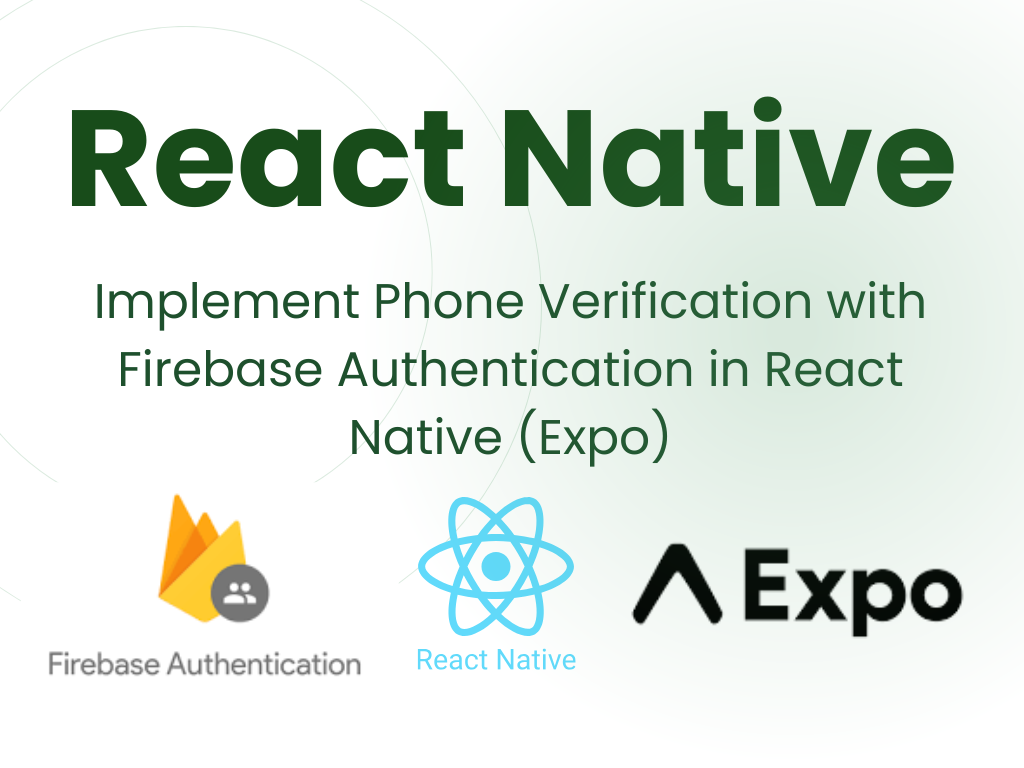 React Native
Implement Phone Verification with
Firebase Authentication in React
Native (Expo)
Firebase Authentication
React Native
Expo